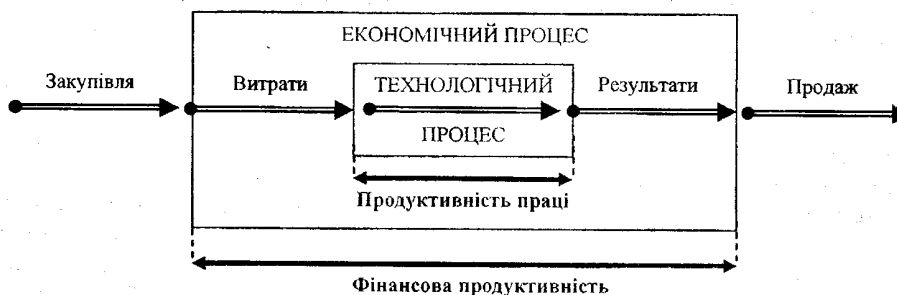 ЕКОНОМІЧНИЙ ПРОЦЕС
Закупівля
Витрати
ТЕХНОЛОГІЧНИЙ
ПРОЦЕС
Результати
Продаж
Продуктивність праці
Фінансова продуктивність